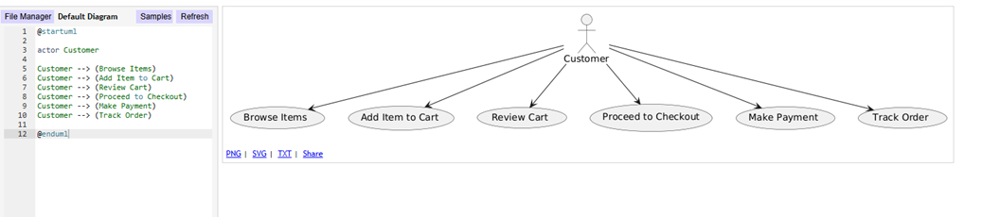 File Manager Default Diagram Samples Refresh
1 @startuml
2
3 actor Customer
4
5 Customer --> (Browse Items)
6 Customer --> (Add Item to Cart)
7 Customer --> (Review Cart)
8 Customer --> (Proceed to Checkout)
9 Customer --> (Make Payment)
10 Customer --> (Track Order)
11
12 @enduml
Customer
Browse Items Add Item to Cart Review Cart Proceed to Checkout Make Payment Track Order
PNG | SVG | TXT | Share